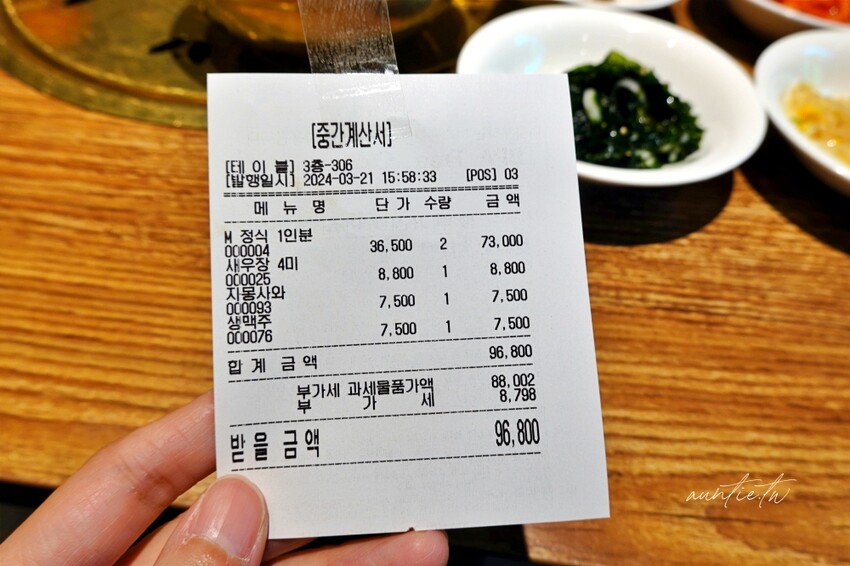 [중간계산서]
[테 이 블] 3층-306
[발행일시] 2024-03-21 15:58:33 [POS] 03
메 뉴 명 단 가 수량 금 액
M 정식 1인분
000004 36,500 2 73,000
새우장 4미
000025 8,800 1 8,800
자몽사와
000093 7,500 1 7,500
생맥주
000076 7,500 1 7,500
합 계 금 액 96,800
부가세 과세물품가액 88,002
부 가 세 8,798
받을 금액 96,800
auntie.tw